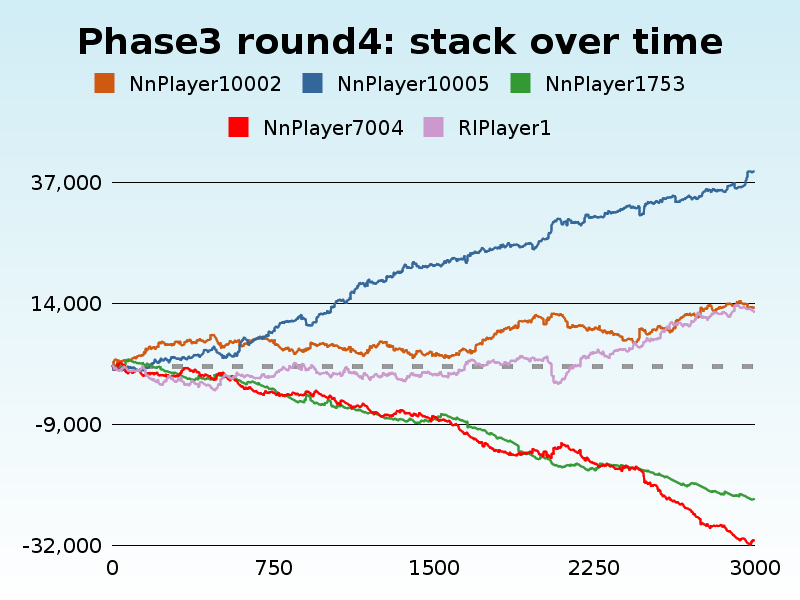 Phase3 round4: stack over time
NnPlayer10002 NnPlayer10005 NnPlayer1753
NnPlayer7004 RIPlayer1
37,000
14,000
-9,000
-32,000
0 750 1500 2250 3000